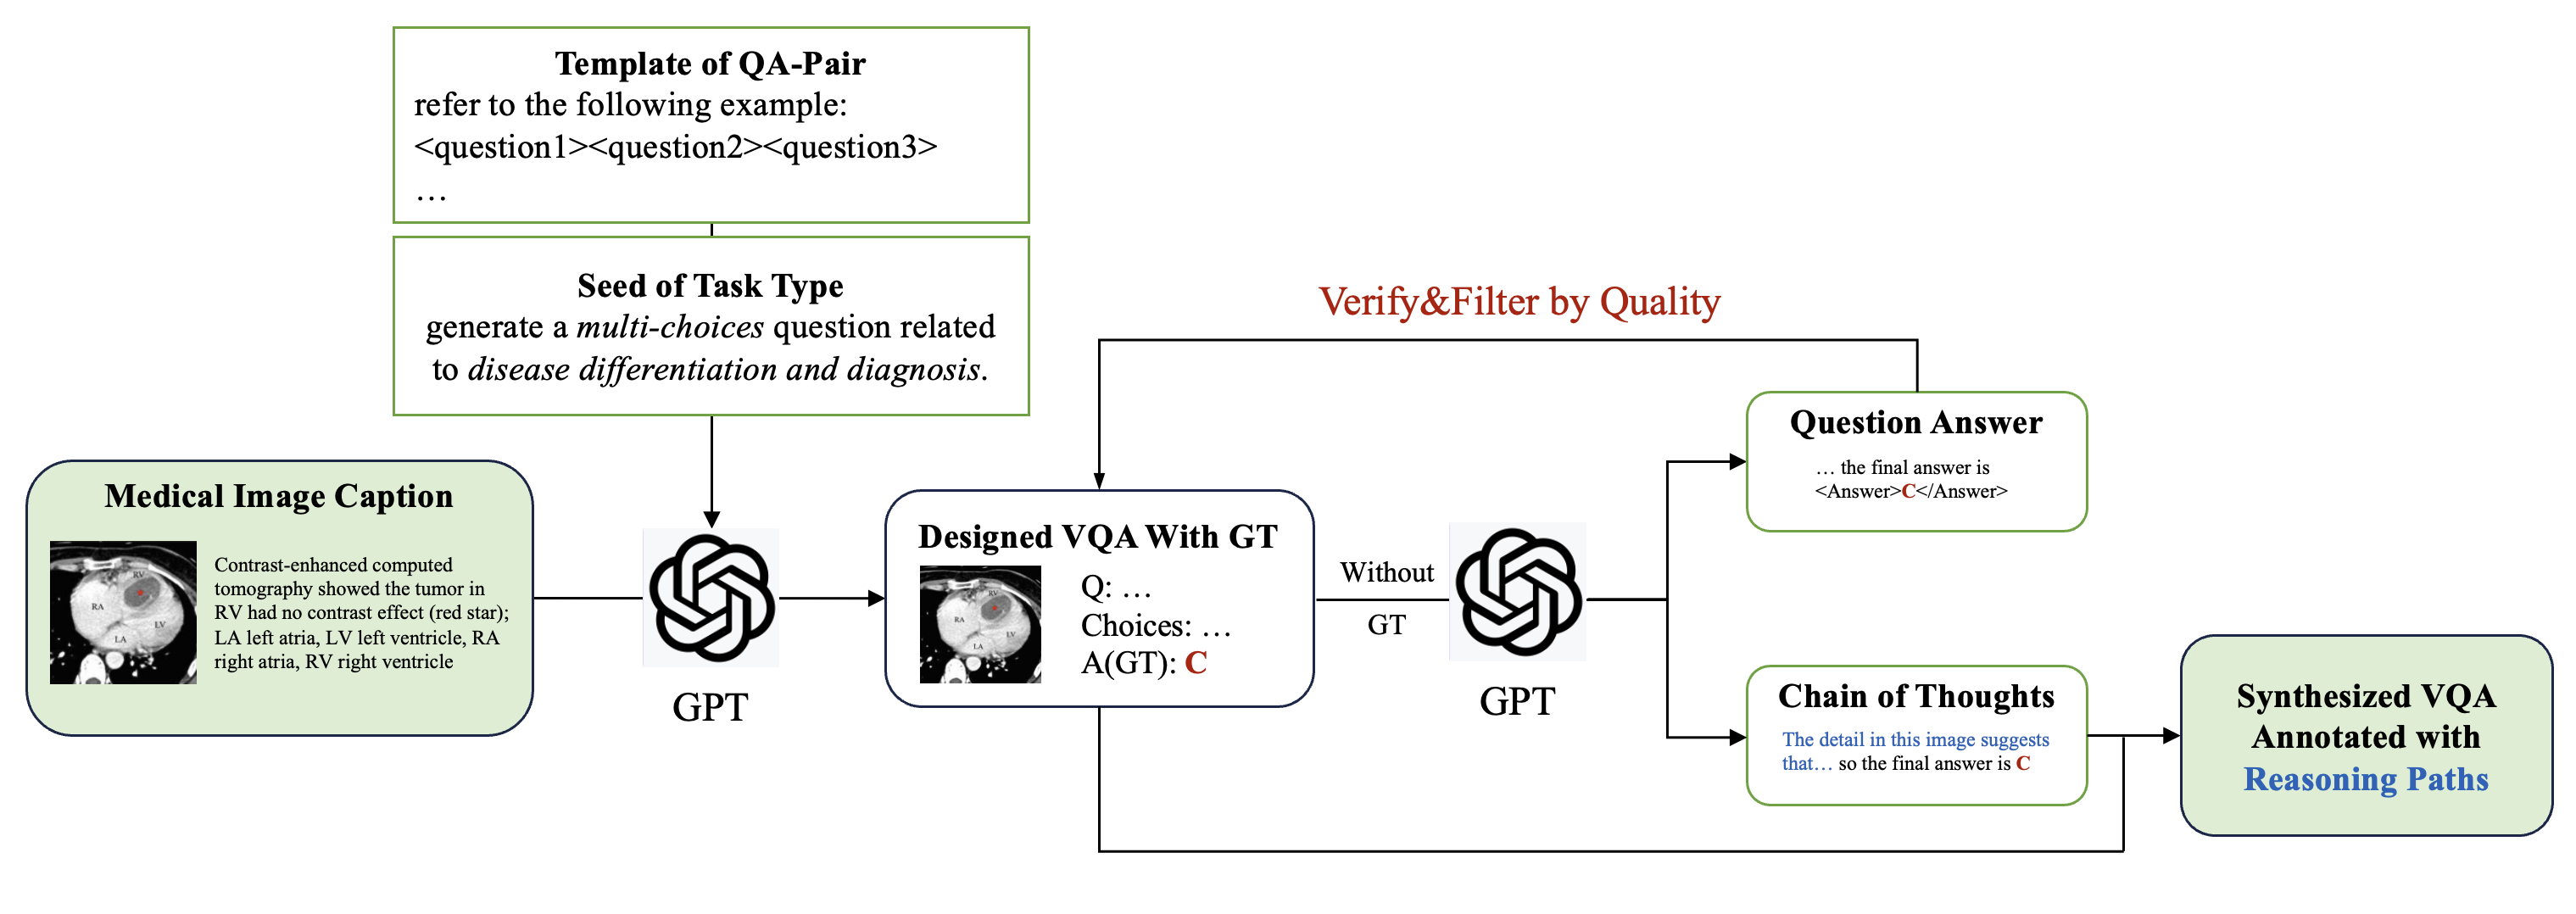 Template of QA-Pair
refer to the following example:
<question1><question2><question3>
…
Seed of Task Type
generate a multi-choices question related
to disease differentiation and diagnosis.
Medical Image Caption
RV
RA
LV
LA
Contrast-enhanced computed
tomography showed the tumor in
RV had no contrast effect (red star);
LA left atria, LV left ventricle, RA
right atria, RV right ventricle
GPT
Designed VQA With GT
RV
RA
LV
LA
Q: …
Choices: …
A(GT): C
Without
GT
GPT
Verify&Filter by Quality
Question Answer
… the final answer is
<Answer>C</Answer>
Chain of Thoughts
The detail in this image suggests
that… so the final answer is C
Synthesized VQA
Annotated with
Reasoning Paths